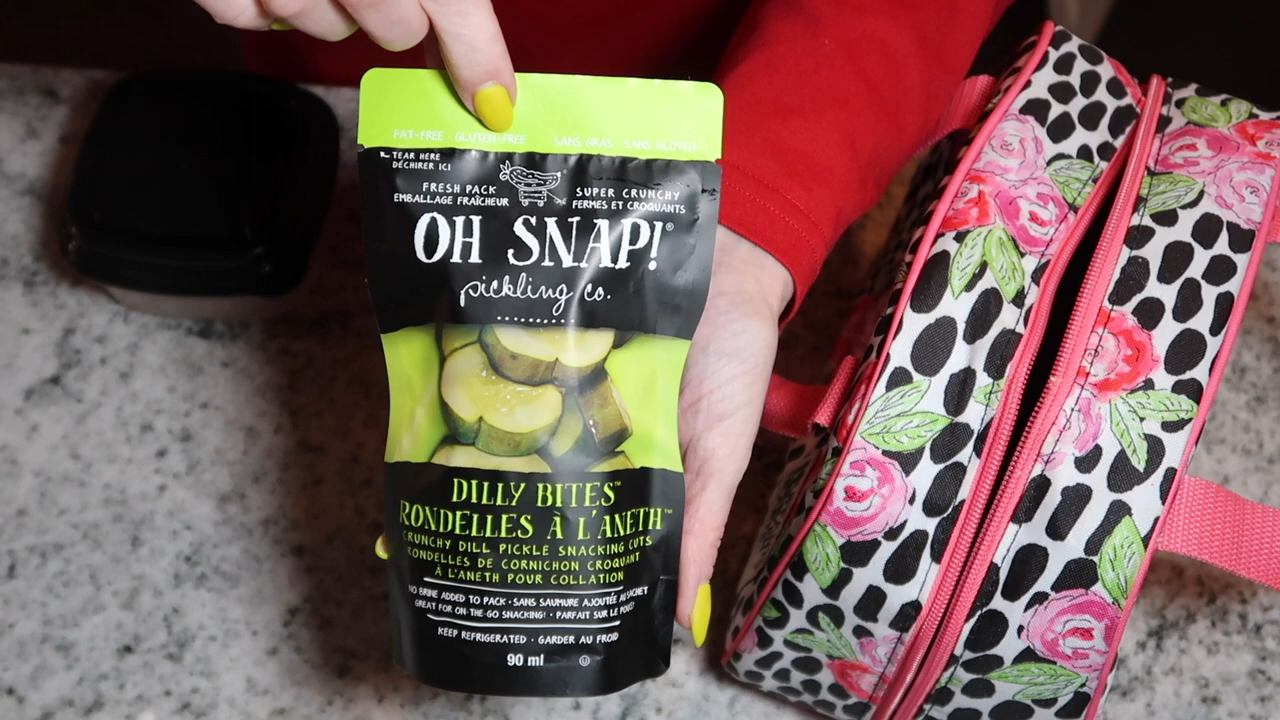 FAT-FREE · GLUTEN-FREE SANS GRAS · SANS GLUTEN
TEAR HERE
DÉCHIRER ICI
FRESH PACK
EMBALLAGE FRAÎCHEUR
SUPER CRUNCHY
FERMES ET CROQUANTS
OH SNAP!®
pickling co.
DILLY BITES™
RONDELLES À L'ANETH™
CRUNCHY DILL PICKLE SNACKING CUTS
RONDELLES DE CORNICHON CROQUANT
À L'ANETH POUR COLLATION
NO BRINE ADDED TO PACK · SANS SAUMURE AJOUTÉE AU SACHET
GREAT FOR ON-THE-GO SNACKING! · PARFAIT SUR LE POUCE!
KEEP REFRIGERATED · GARDER AU FROID
90 ml